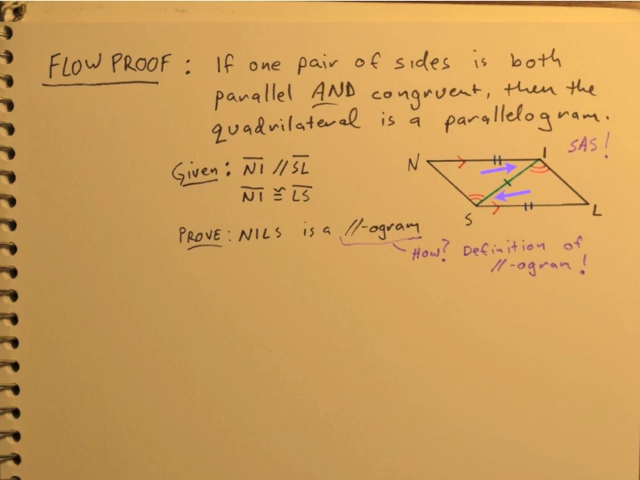 FLOW PROOF : If one pair of sides is both
parallel AND congruent, then the
quadrilateral is a parallelogram.
Given : NI // SL
NI ≅ LS
PROVE : NILS is a //-ogram
How? Definition of
//-ogram!
N
I
SAS!
S
L